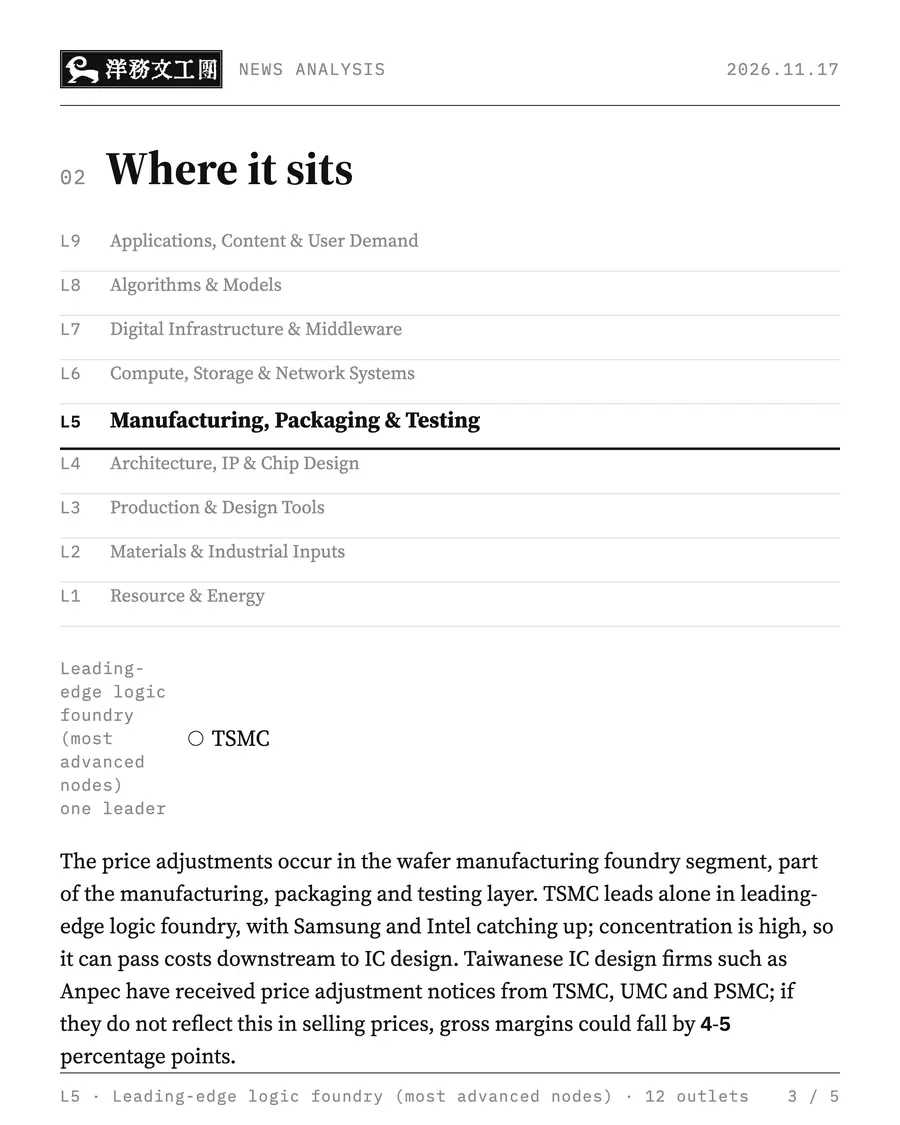 洋務文工團 NEWS ANALYSIS 2026.11.17
02 Where it sits
L9 Applications, Content & User Demand
L8 Algorithms & Models
L7 Digital Infrastructure & Middleware
L6 Compute, Storage & Network Systems
L5 Manufacturing, Packaging & Testing
L4 Architecture, IP & Chip Design
L3 Production & Design Tools
L2 Materials & Industrial Inputs
L1 Resource & Energy
Leading-
edge logic
foundry
(most
advanced
nodes)
one leader
○ TSMC
The price adjustments occur in the wafer manufacturing foundry segment, part
of the manufacturing, packaging and testing layer. TSMC leads alone in leading-
edge logic foundry, with Samsung and Intel catching up; concentration is high, so
it can pass costs downstream to IC design. Taiwanese IC design firms such as
Anpec have received price adjustment notices from TSMC, UMC and PSMC; if
they do not reflect this in selling prices, gross margins could fall by 4-5
percentage points.
L5 · Leading-edge logic foundry (most advanced nodes) · 12 outlets 3 / 5